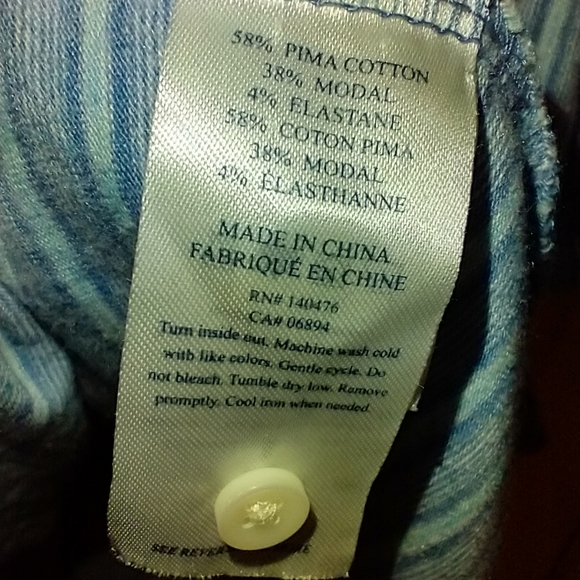 58% PIMA COTTON
38% MODAL
4% ELASTANE
58% COTON PIMA
38% MODAL
4% ÉLASTHANNE
MADE IN CHINA
FABRIQUÉ EN CHINE
RN# 140476
CA# 06894
Turn inside out. Machine wash cold
with like colors. Gentle cycle. Do
not bleach. Tumble dry low. Remove
promptly. Cool iron when needed.
SEE